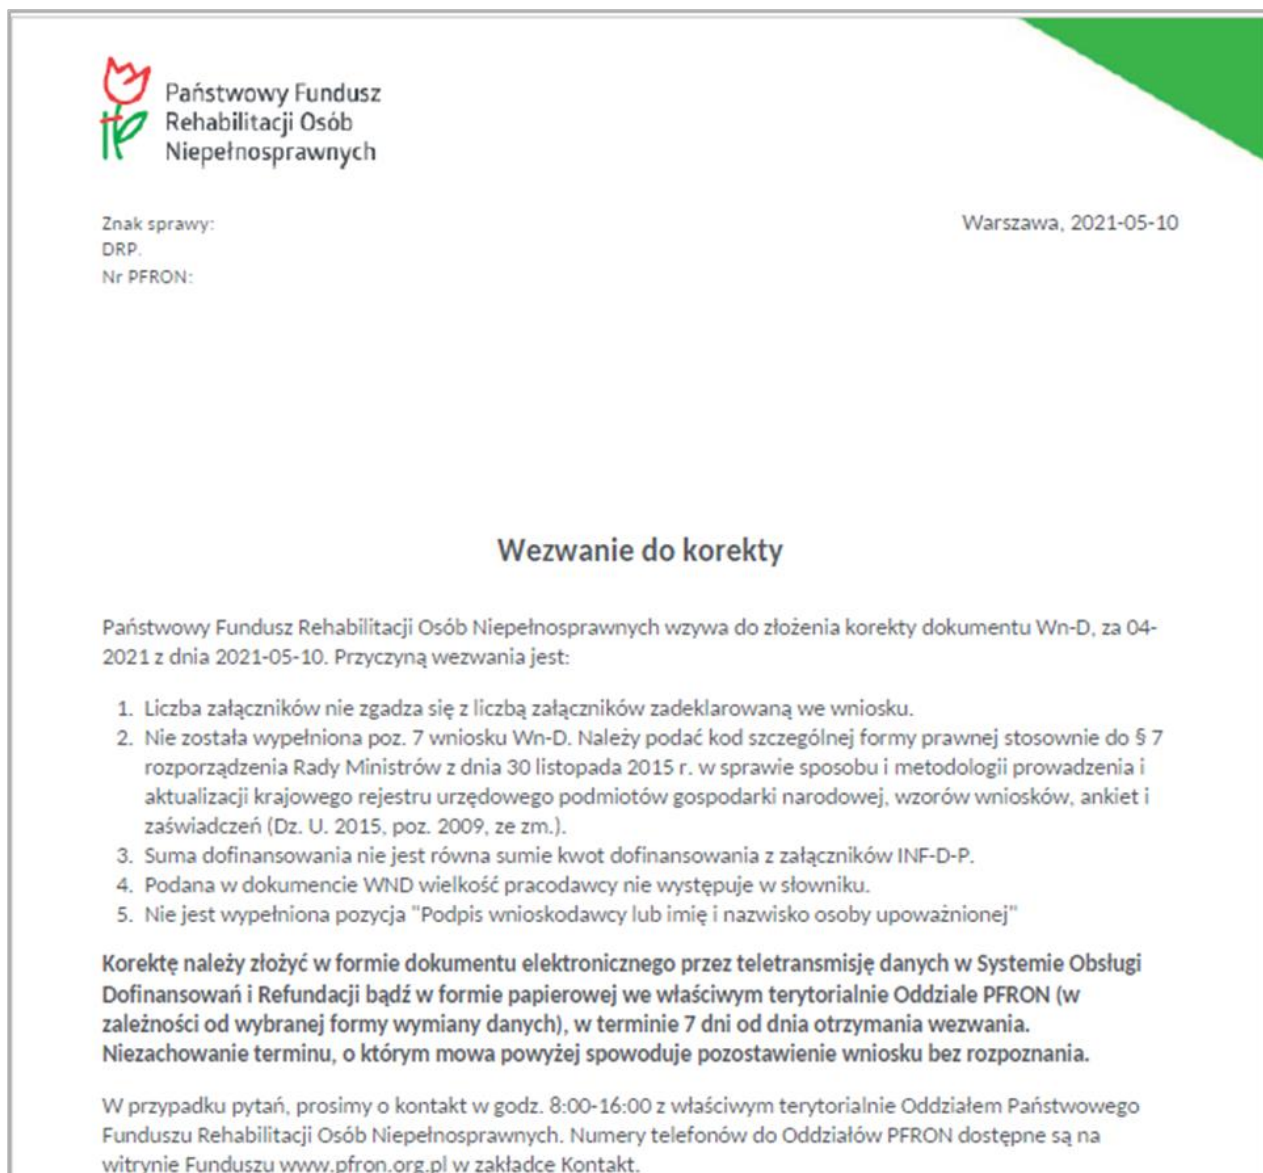 Państwowy Fundusz
Rehabilitacji Osób
Niepełnosprawnych
Znak sprawy:
Warszawa, 2021-05-10
DRP.
Nr PFRON:
Wezwanie do korekty
Państwowy Fundusz Rehabilitacji Osób Niepełnosprawnych wzywa do złożenia korekty dokumentu Wn-D, za 04-
2021 z dnia 2021-05-10. Przyczyną wezwania jest:
1. Liczba załączników nie zgadza się z liczbą załączników zadeklarowaną we wniosku.
2. Nie została wypełniona poz. 7 wniosku Wn-D. Należy podać kod szczególnej formy prawnej stosownie do § 7
rozporządzenia Rady Ministrów z dnia 30 listopada 2015 r. w sprawie sposobu i metodologii prowadzenia i
aktualizacji krajowego rejestru urzędowego podmiotów gospodarki narodowej, wzorów wniosków, ankiet i
zaświadczeń (Dz. U. 2015, poz. 2009, ze zm.).
3. Suma dofinansowania nie jest równa sumie kwot dofinansowania z załączników INF-D-P.
4. Podana w dokumencie WND wielkość pracodawcy nie występuje w słowniku.
5. Nie jest wypełniona pozycja "Podpis wnioskodawcy lub imię i nazwisko osoby upoważnionej"
Korektę należy złożyć w formie dokumentu elektronicznego przez teletransmisję danych w Systemie Obsługi
Dofinansowań i Refundacji bądź w formie papierowej we właściwym terytorialnie Oddziale PFRON (w
zależności od wybranej formy wymiany danych), w terminie 7 dni od dnia otrzymania wezwania.
Niezachowanie terminu, o którym mowa powyżej spowoduje pozostawienie wniosku bez rozpoznania.
W przypadku pytań, prosimy o kontakt w godz. 8:00-16:00 z właściwym terytorialnie Oddziałem Państwowego
Funduszu Rehabilitacji Osób Niepełnosprawnych. Numery telefonów do Oddziałów PFRON dostępne są na
witrynie Funduszu www.pfron.org.pl w zakładce Kontakt.